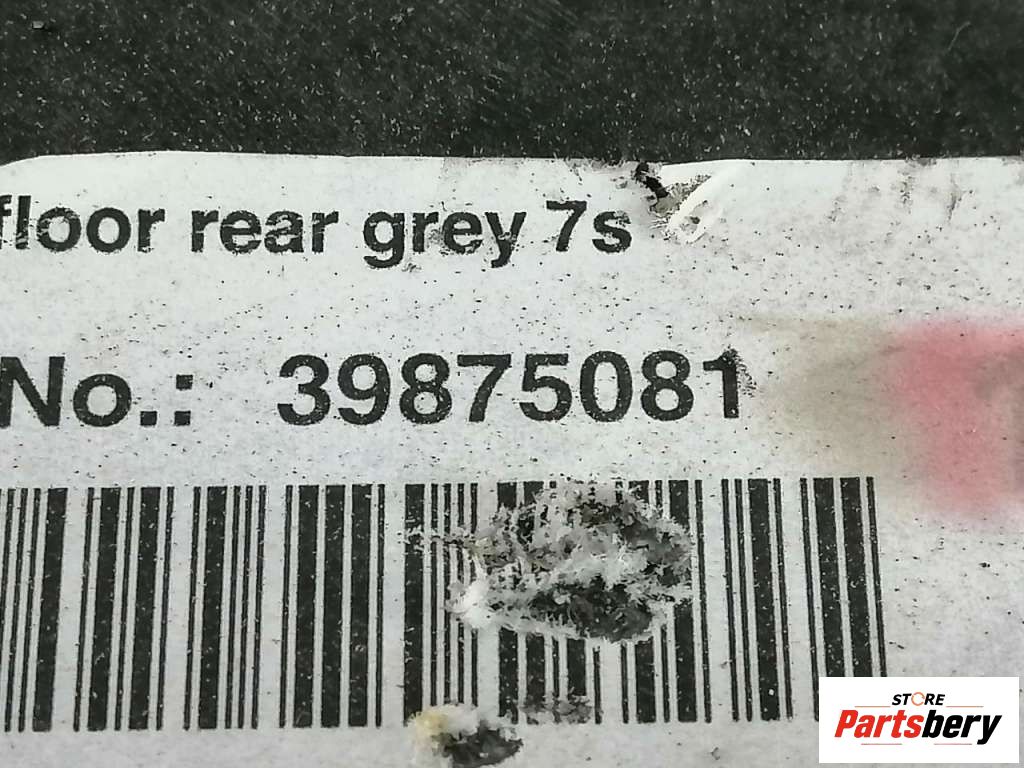 floor rear grey 7s
No.: 39875081
STORE
Partsbery